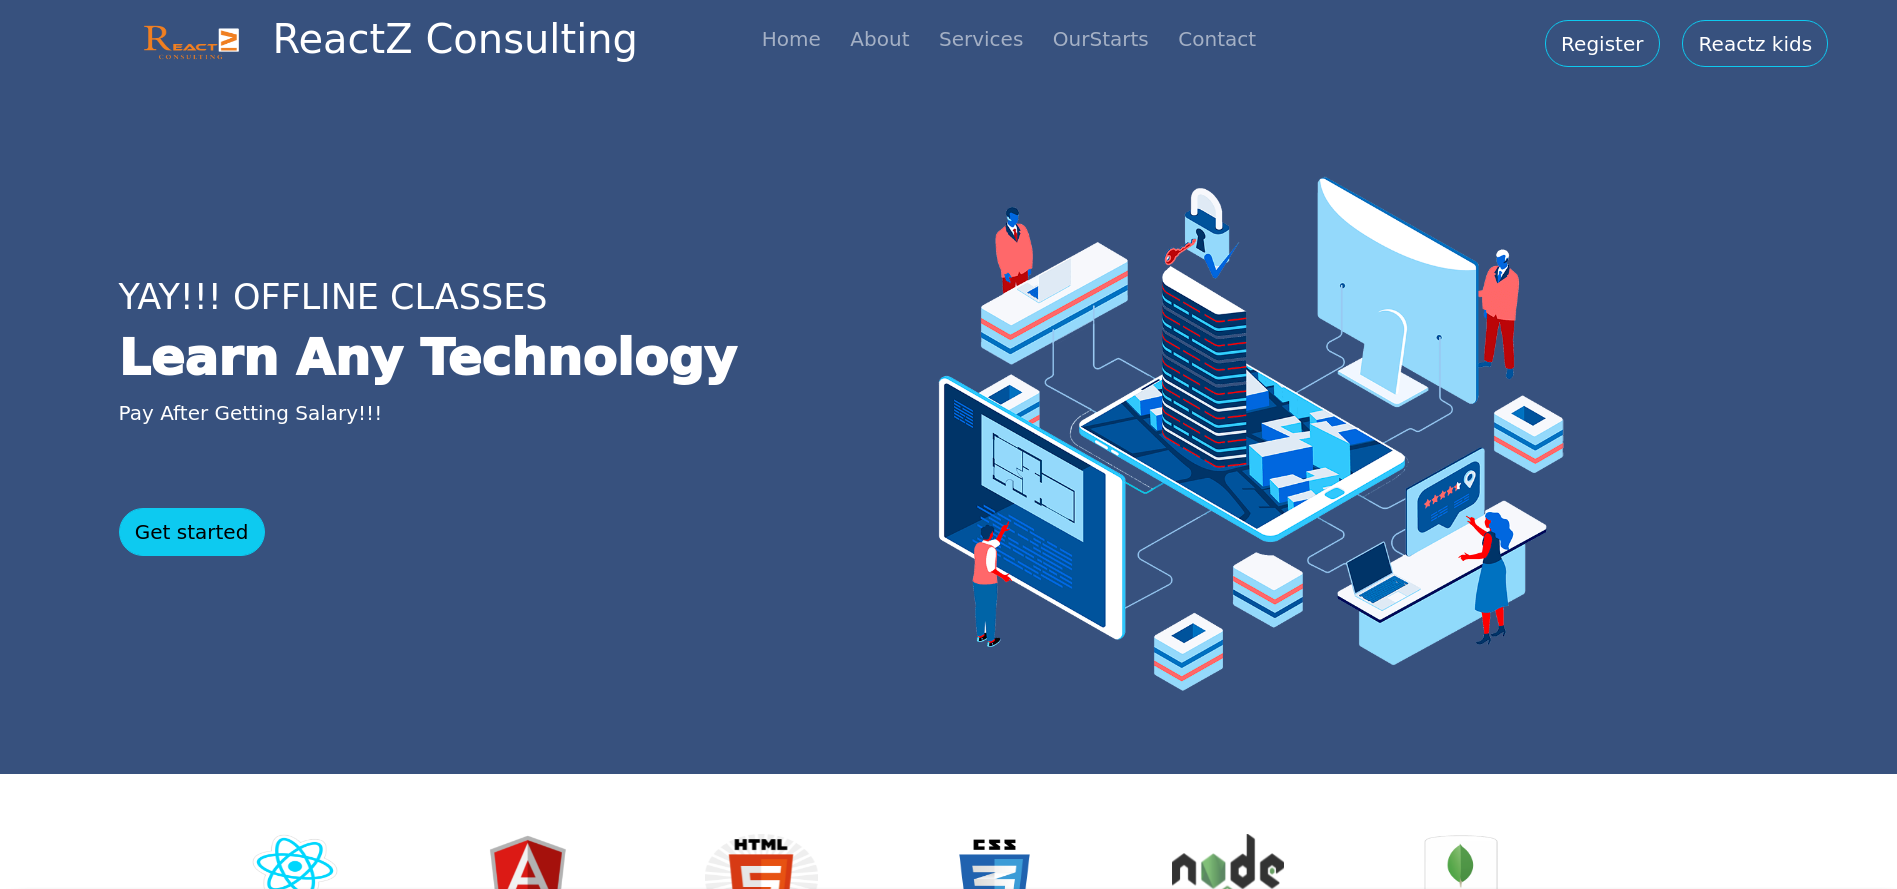 REACT
CONSULTING
ReactZ Consulting
Home
About
Services
OurStarts
Contact
Register
Reactz kids
YAY!!! OFFLINE CLASSES
Learn Any Technology
Pay After Getting Salary!!!
Get started
HTML
CSS
node